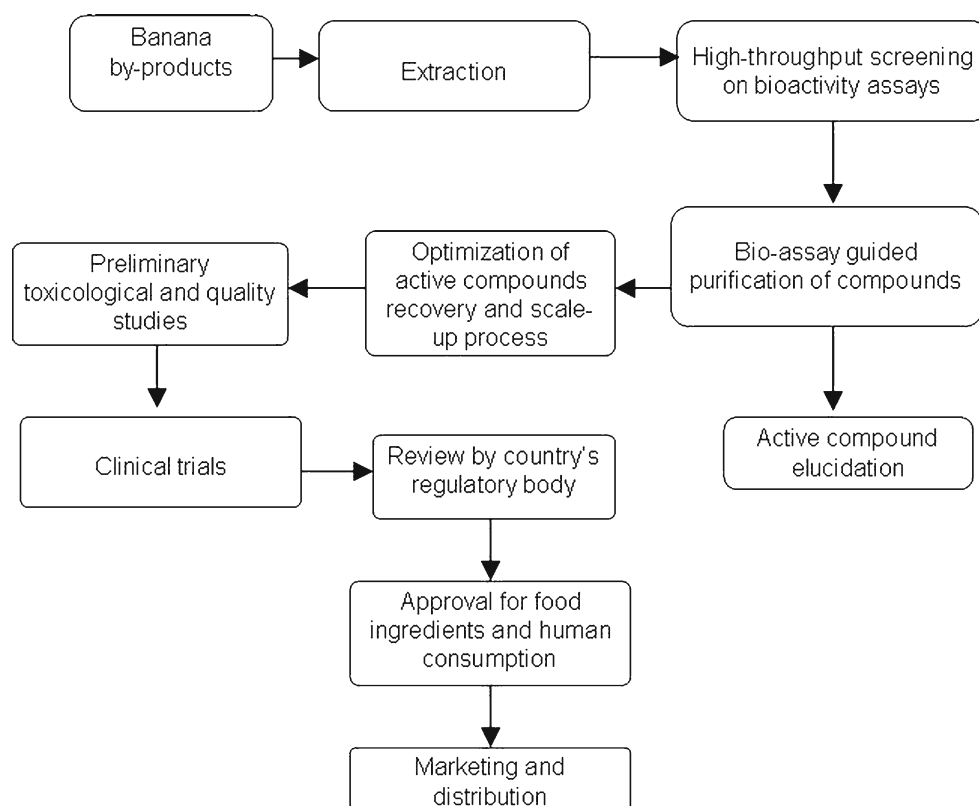 Banana
by-products
Extraction
High-throughput screening
on bioactivity assays
Bio-assay guided
purification of compounds
Optimization of
active compounds
recovery and scale-
up process
Preliminary
toxicological and quality
studies
Active compound
elucidation
Clinical trials
Review by country's
regulatory body
Approval for food
ingredients and human
consumption
Marketing and
distribution